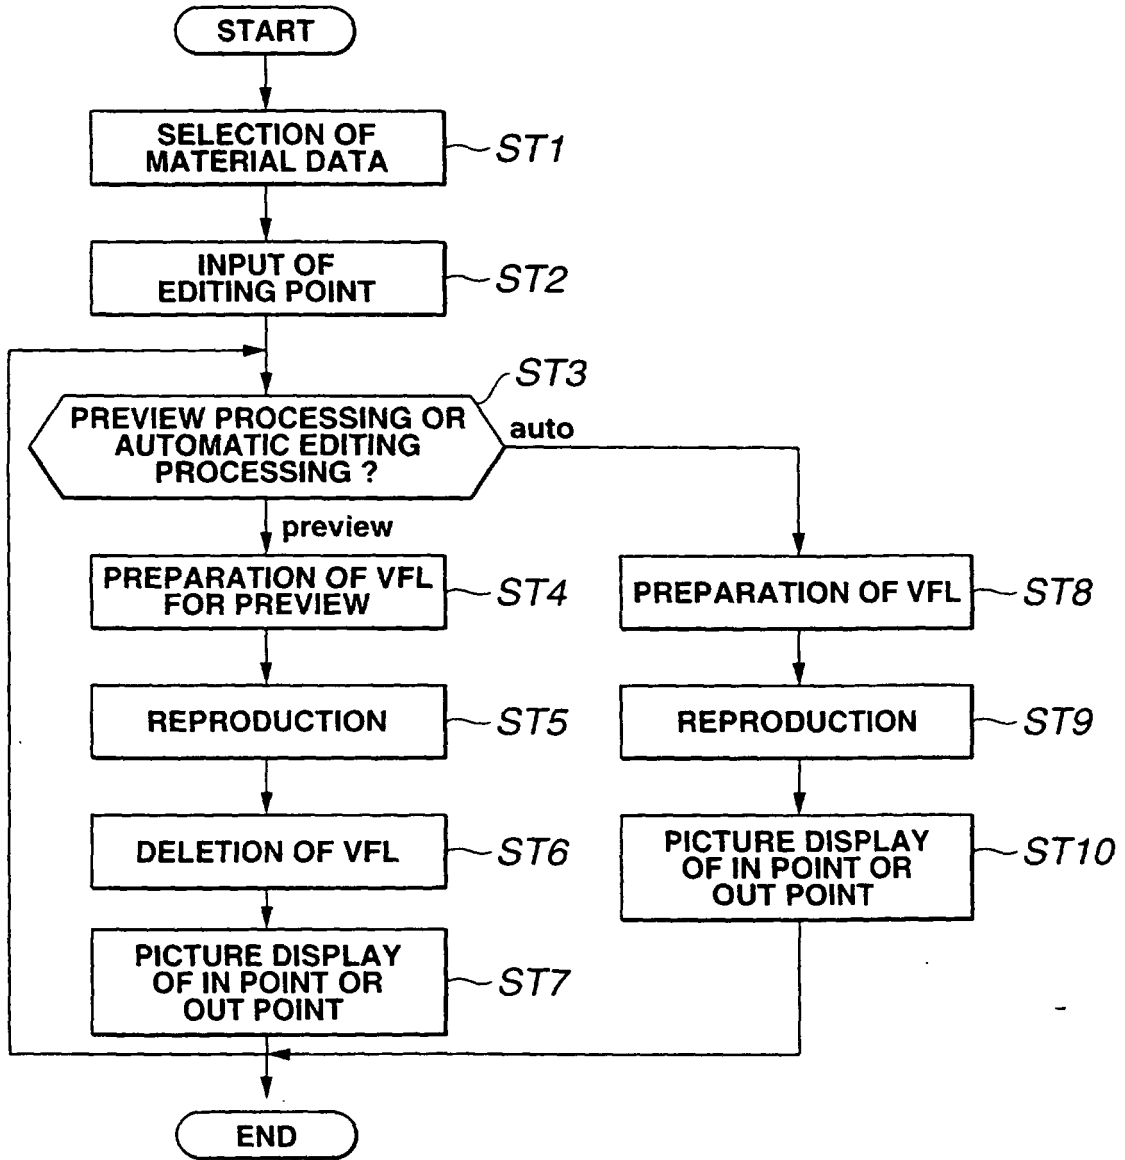 START
SELECTION OF
MATERIAL DATA
ST1
INPUT OF
EDITING POINT
ST2
ST3
PREVIEW PROCESSING OR
AUTOMATIC EDITING
PROCESSING ?
auto
preview
PREPARATION OF VFL
FOR PREVIEW
ST4
PREPARATION OF VFL
ST8
REPRODUCTION
ST5
REPRODUCTION
ST9
DELETION OF VFL
ST6
PICTURE DISPLAY
OF IN POINT OR
OUT POINT
ST10
PICTURE DISPLAY
OF IN POINT OR
OUT POINT
ST7
END